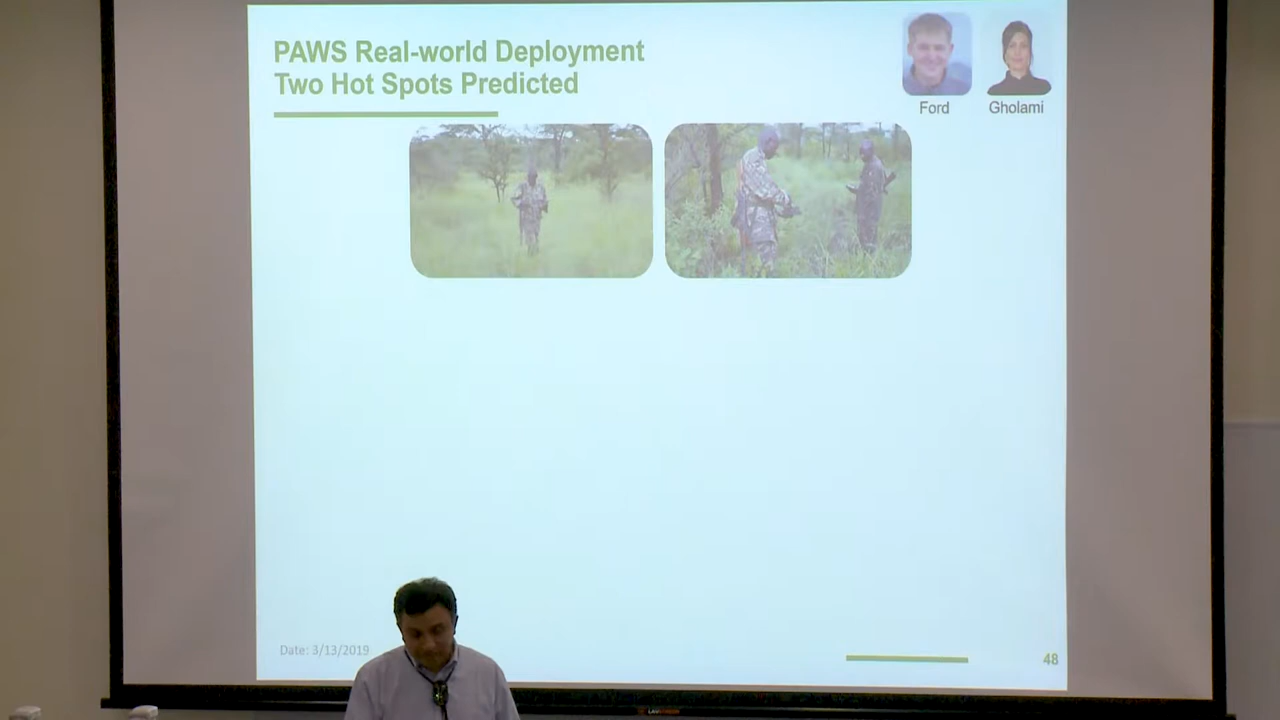 PAWS Real-world Deployment
Two Hot Spots Predicted
Ford
Gholami
Date: 3/13/2019
48